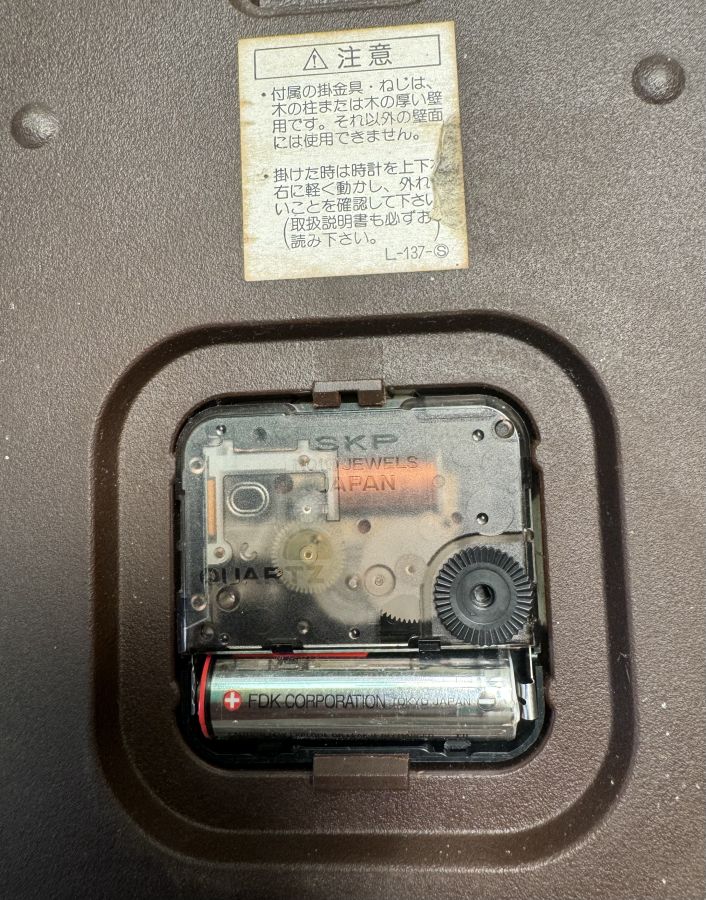 ⚠注意
・付属の掛金具・ねじは、
木の柱または木の厚い壁
用です。それ以外の壁面
には使用できません。
・掛けた時は時計を上下左
右に軽く動かし、外れ
いことを確認して下さい
(取扱説明書も必ずお)
読み下さい。
L-137-Ⓢ
SKP
JEWELS
JAPAN
QUARTZ
+ FDK CORPORATION TOKYO JAPAN ⊖